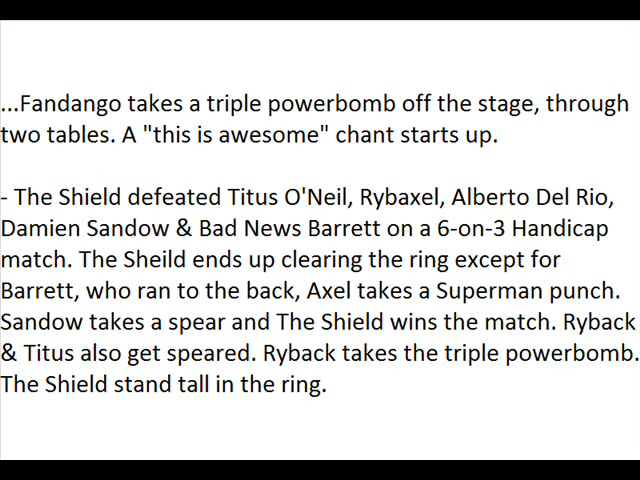 ...Fandango takes a triple powerbomb off the stage, through
two tables. A "this is awesome" chant starts up.
- The Shield defeated Titus O'Neil, Rybaxel, Alberto Del Rio,
Damien Sandow & Bad News Barrett on a 6-on-3 Handicap
match. The Sheild ends up clearing the ring except for
Barrett, who ran to the back, Axel takes a Superman punch.
Sandow takes a spear and The Shield wins the match. Ryback
& Titus also get speared. Ryback takes the triple powerbomb.
The Shield stand tall in the ring.